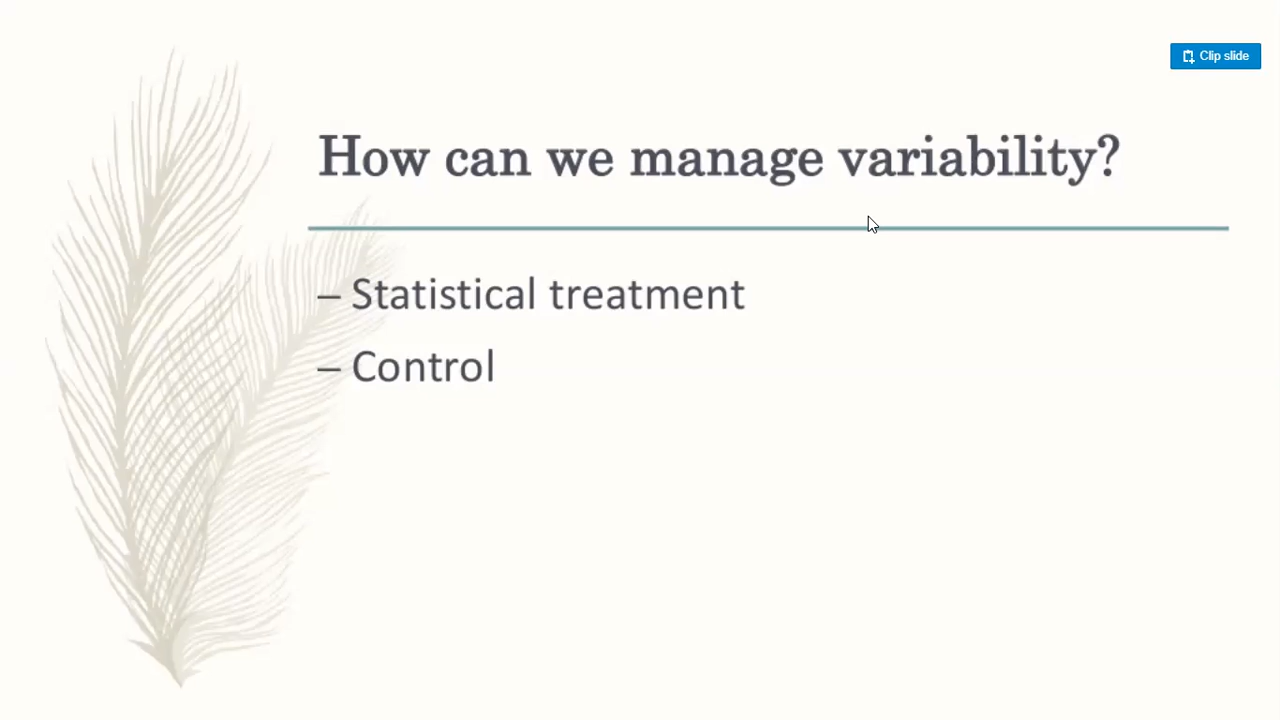 Clip slide
How can we manage variability?
– Statistical treatment
– Control